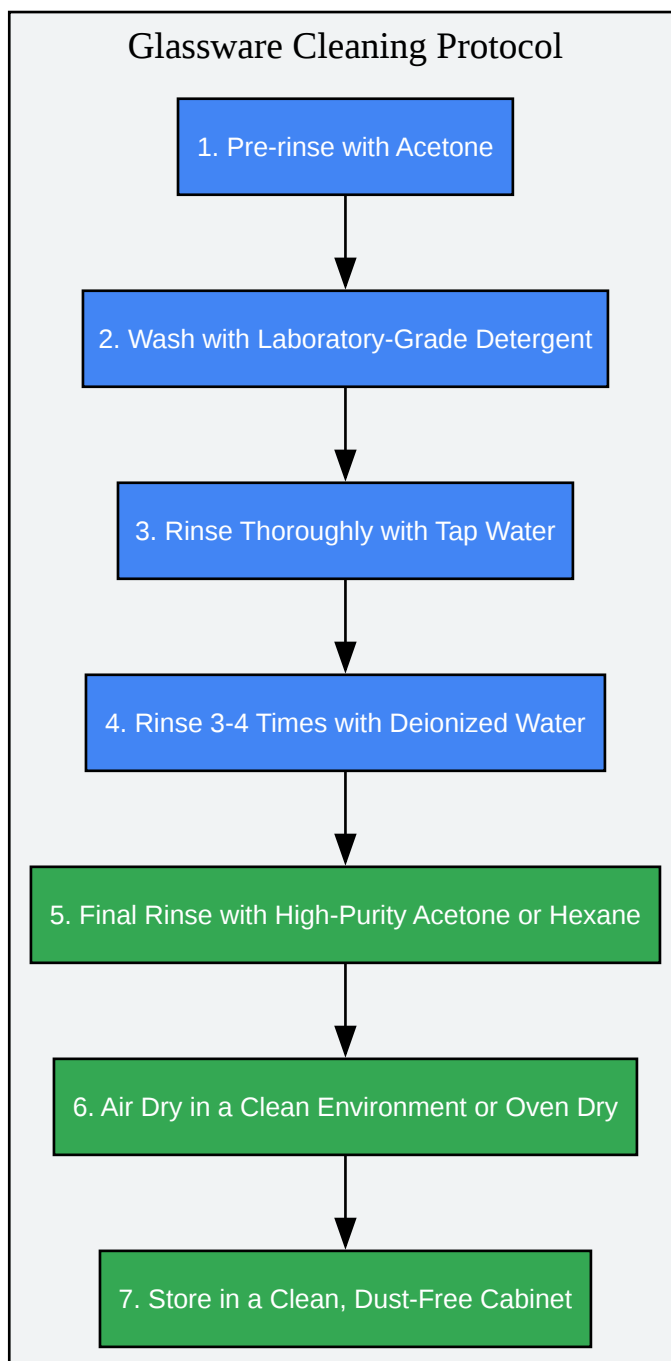 Glassware Cleaning Protocol
1. Pre-rinse with Acetone
2. Wash with Laboratory-Grade Detergent
3. Rinse Thoroughly with Tap Water
4. Rinse 3-4 Times with Deionized Water
5. Final Rinse with High-Purity Acetone or Hexane
6. Air Dry in a Clean Environment or Oven Dry
7. Store in a Clean, Dust-Free Cabinet